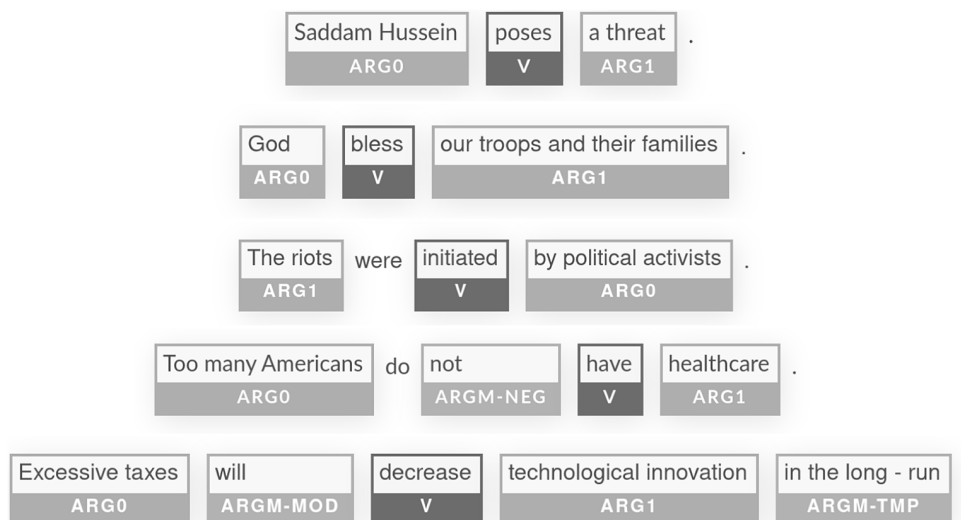 Saddam Hussein poses a threat .
ARG0 V ARG1
God bless our troops and their families .
ARG0 V ARG1
The riots were initiated by political activists .
ARG1 V ARG0
Too many Americans do not have healthcare .
ARG0 ARGM-NEG V ARG1
Excessive taxes will decrease technological innovation in the long - run
ARG0 ARGM-MOD V ARG1 ARGM-TMP